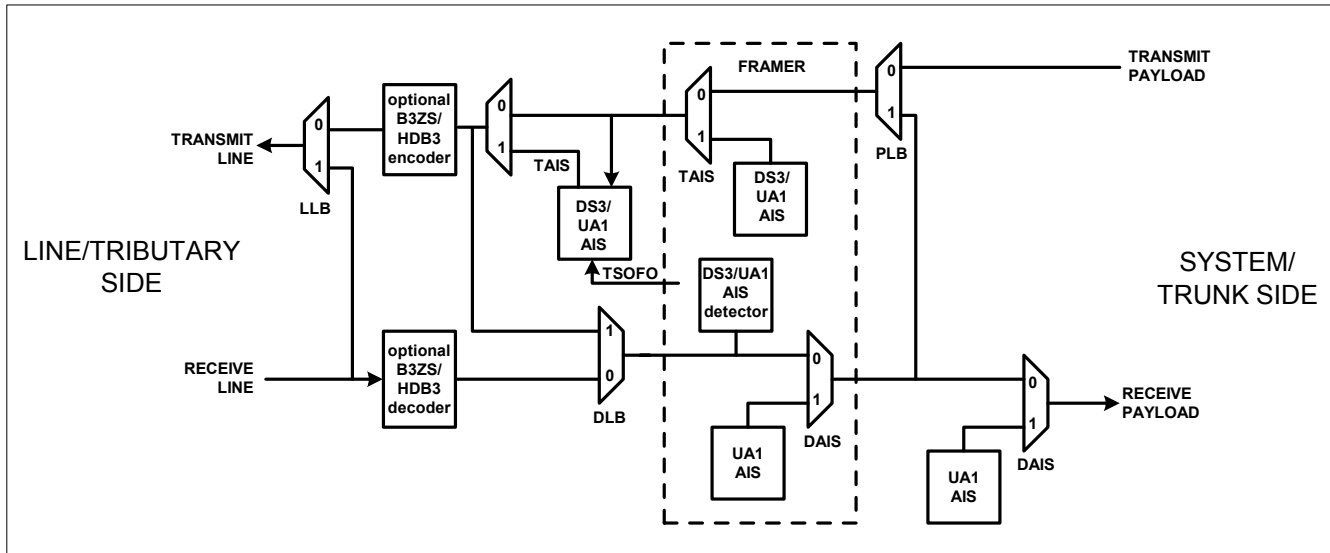 FRAMER
TRANSMIT
PAYLOAD
0
1
PLB
0
1
TAIS
DS3/
UA1
AIS
0
1
TAIS
DS3/
UA1
AIS
TSOFO
optional
B3ZS/
HDB3
encoder
0
1
LLB
TRANSMIT
LINE
LINE/TRIBUTARY
SIDE
SYSTEM/
TRUNK SIDE
DS3/UA1
AIS
detector
RECEIVE
LINE
optional
B3ZS/
HDB3
decoder
1
0
DLB
0
1
DAIS
UA1
AIS
0
1
DAIS
UA1
AIS
RECEIVE
PAYLOAD